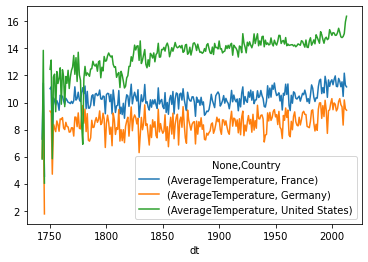 16
14
12
10
8
6
4
2
None,Country
(AverageTemperature, France)
(AverageTemperature, Germany)
(AverageTemperature, United States)
1750 1800 1850 1900 1950 2000
dt